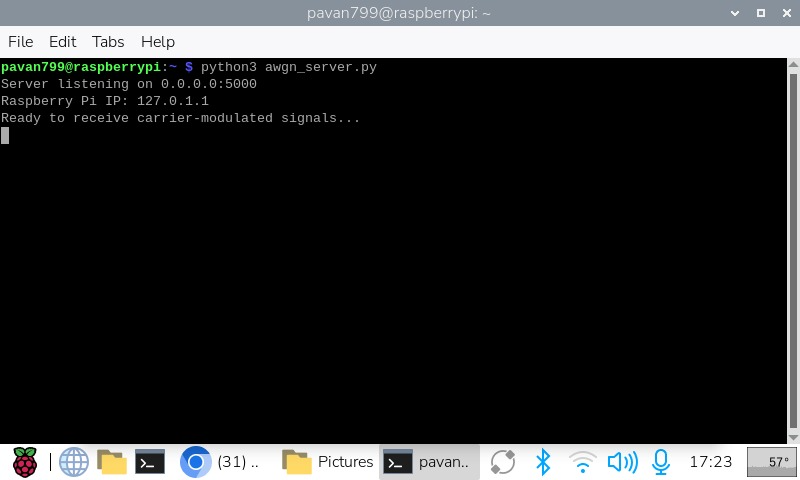 pavan799@raspberrypi: ~
File Edit Tabs Help
pavan799@raspberrypi:~ $ python3 awgn_server.py
Server listening on 0.0.0.0:5000
Raspberry Pi IP: 127.0.1.1
Ready to receive carrier-modulated signals...
(31) .. Pictures pavan.. 17:23 57°